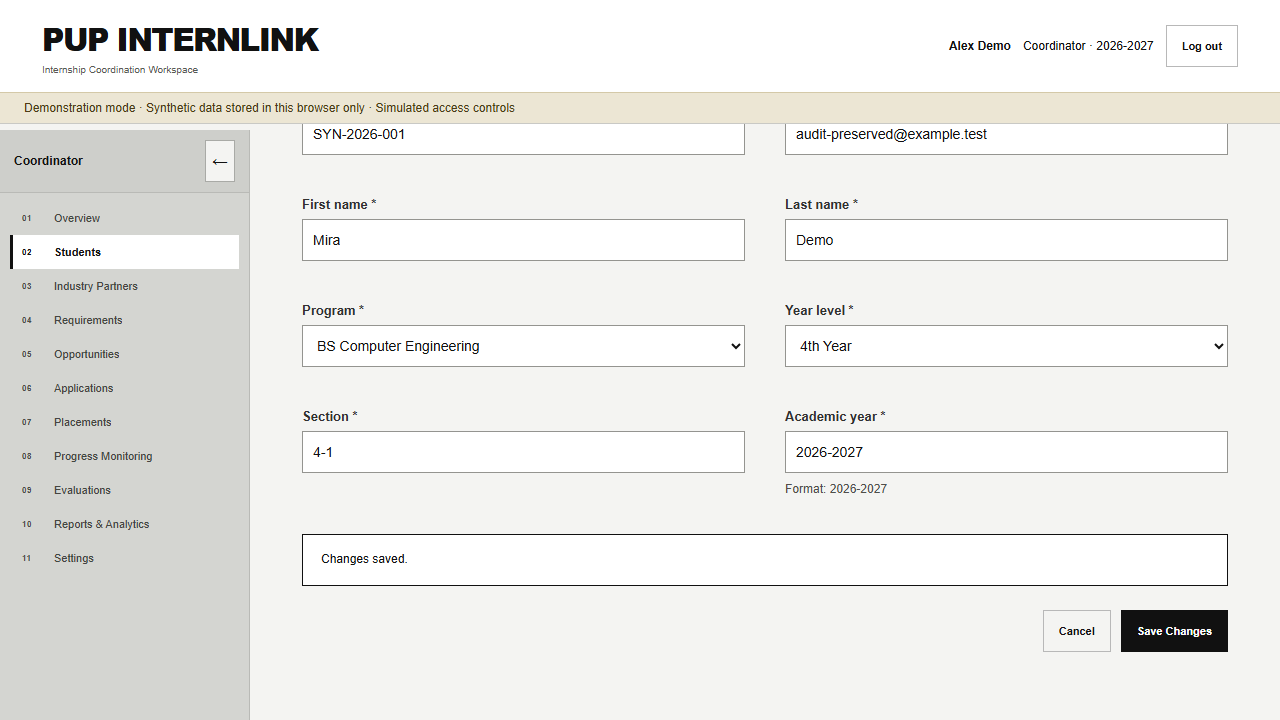 PUP INTERNLINK
Internship Coordination Workspace
Alex Demo Coordinator · 2026-2027
Log out
Demonstration mode · Synthetic data stored in this browser only · Simulated access controls
Coordinator
←
01 Overview
02 Students
03 Industry Partners
04 Requirements
05 Opportunities
06 Applications
07 Placements
08 Progress Monitoring
09 Evaluations
10 Reports & Analytics
11 Settings
SYN-2026-001
audit-preserved@example.test
First name *
Mira
Last name *
Demo
Program *
BS Computer Engineering
Year level *
4th Year
Section *
4-1
Academic year *
2026-2027
Format: 2026-2027
Changes saved.
Cancel
Save Changes